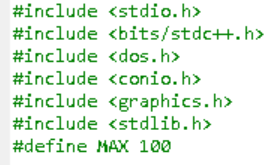 #include <stdio.h>
#include <bits/stdc++.h>
#include <dos.h>
#include <conio.h>
#include <graphics.h>
#include <stdlib.h>
#define MAX 100